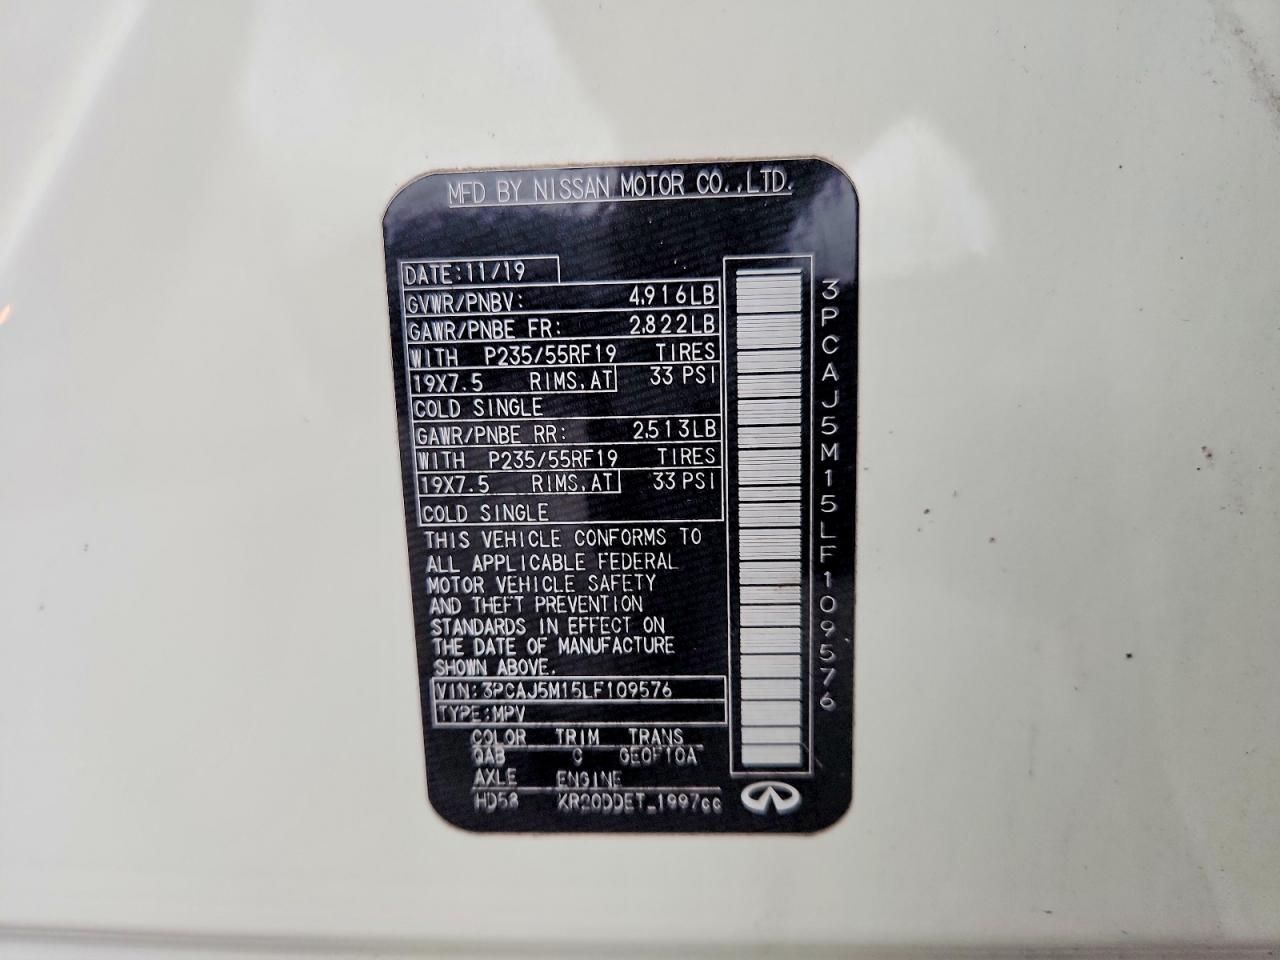 MFD BY NISSAN MOTOR CO.,LTD.
DATE:11/19
GVWR/PNBV: 4,916LB
GAWR/PNBE FR: 2,822LB
WITH P235/55RF19 TIRES
19X7.5 RIMS,AT 33 PSI
COLD SINGLE
GAWR/PNBE RR: 2,513LB
WITH P235/55RF19 TIRES
19X7.5 RIMS,AT 33 PSI
COLD SINGLE
THIS VEHICLE CONFORMS TO
ALL APPLICABLE FEDERAL
MOTOR VEHICLE SAFETY
AND THEFT PREVENTION
STANDARDS IN EFFECT ON
THE DATE OF MANUFACTURE
SHOWN ABOVE.
VIN:3PCAJ5M15LF109576
TYPE:MPV
COLOR TRIM TRANS
QAB C GE0F10A
AXLE ENGINE
HD58 KR20DDET_1997cc
3PCAJ5M15LF109576